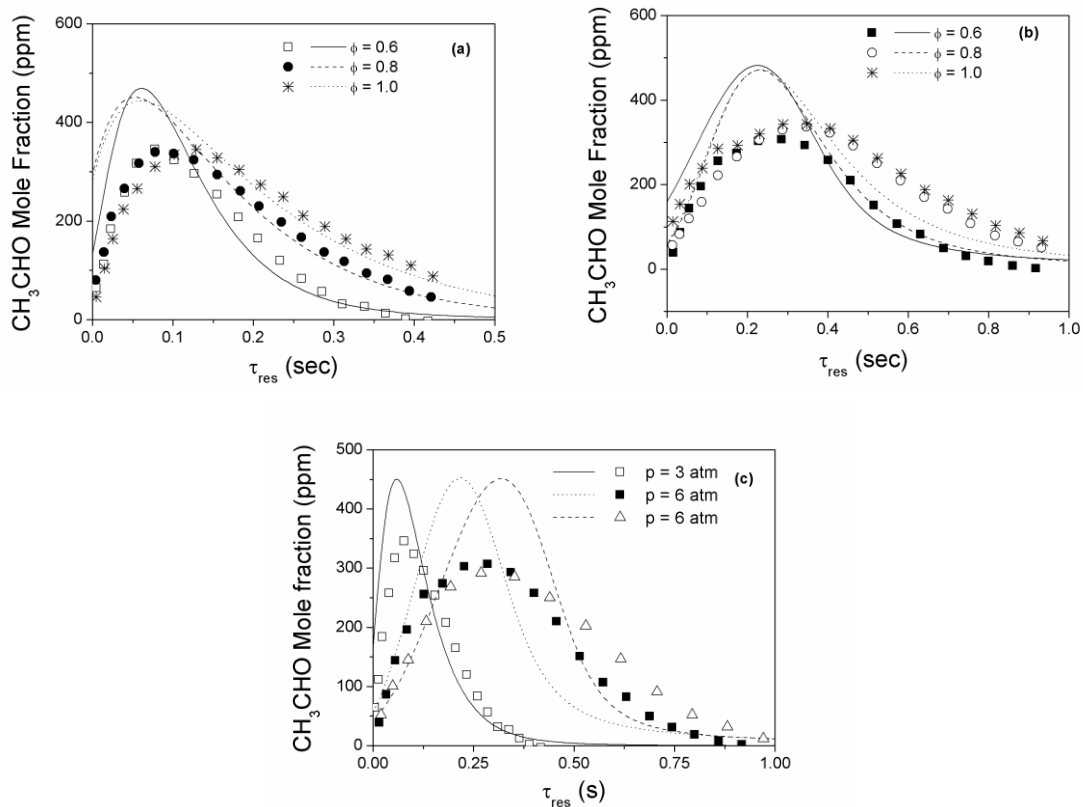 600
400
200
0
CH₃CHO Mole Fraction (ppm)
(a)
ϕ = 0.6
ϕ = 0.8
ϕ = 1.0
0.0 0.1 0.2 0.3 0.4 0.5
τres (sec)
600
400
200
0
CH₃CHO Mole Fraction (ppm)
(b)
ϕ = 0.6
ϕ = 0.8
ϕ = 1.0
0.0 0.2 0.4 0.6 0.8 1.0
τres (sec)
500
400
300
200
100
0
CH₃CHO Mole fraction (ppm)
(c)
p = 3 atm
p = 6 atm
p = 6 atm
0.00 0.25 0.50 0.75 1.00
τres (s)